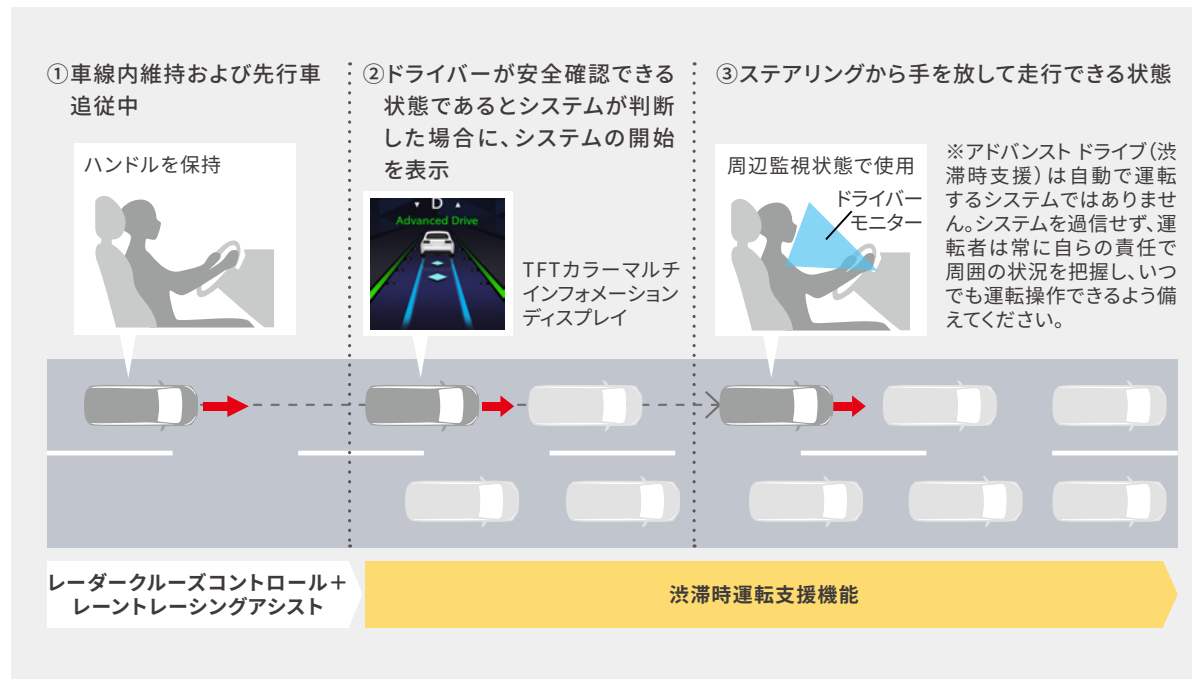 ①車線内維持および先行車
追従中
ハンドルを保持
②ドライバーが安全確認できる
状態であるとシステムが判断
した場合に、システムの開始
を表示
D
Advanced Drive
TFTカラーマルチ
インフォメーション
ディスプレイ
③ステアリングから手を放して走行できる状態
周辺監視状態で使用
ドライバー
モニター
※アドバンスト ドライブ(渋
滞時支援)は自動で運転
するシステムではありませ
ん。システムを過信せず、運
転者は常に自らの責任で
周囲の状況を把握し、いつ
でも運転操作できるよう備
えてください。
レーダークルーズコントロール＋
レーントレーシングアシスト
渋滞時運転支援機能